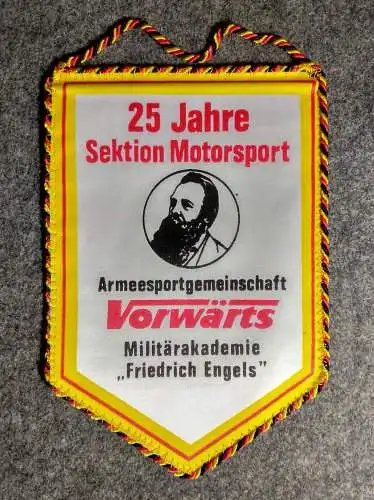 25 Jahre
Sektion Motorsport
Armeesportgemeinschaft
Vorwärts
Militärakademie
„Friedrich Engels"